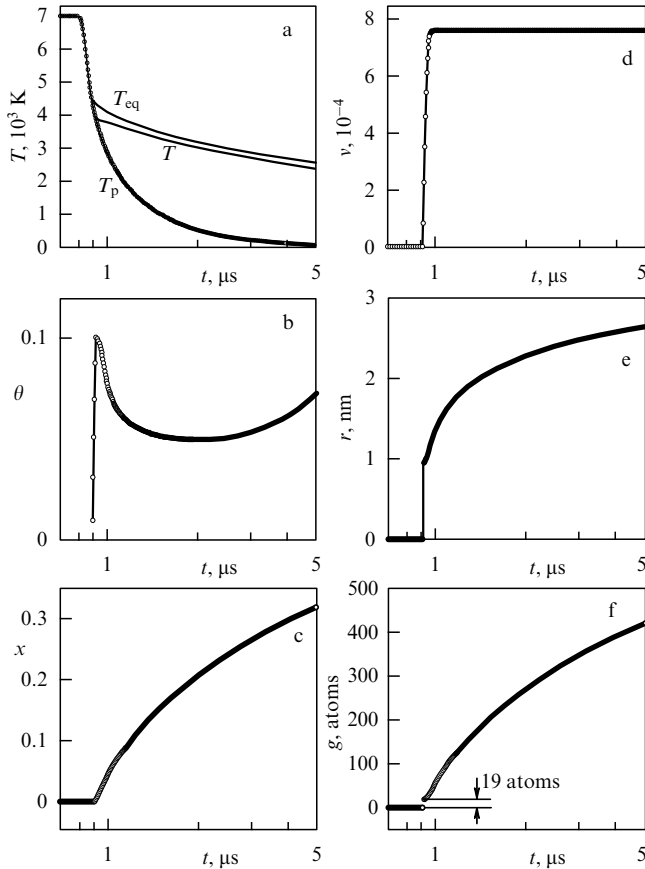 a
7
6
5
4
3
2
1
0
T, 10³ K
T_eq
T
T_p
1
5
t, μs
d
8
6
4
2
0
ν, 10⁻⁴
1
5
t, μs
b
0.1
0
θ
1
5
t, μs
e
3
2
1
0
r, nm
1
5
t, μs
c
0.3
0.2
0.1
0
x
1
5
t, μs
f
500
400
300
200
100
0
g, atoms
19 atoms
1
5
t, μs